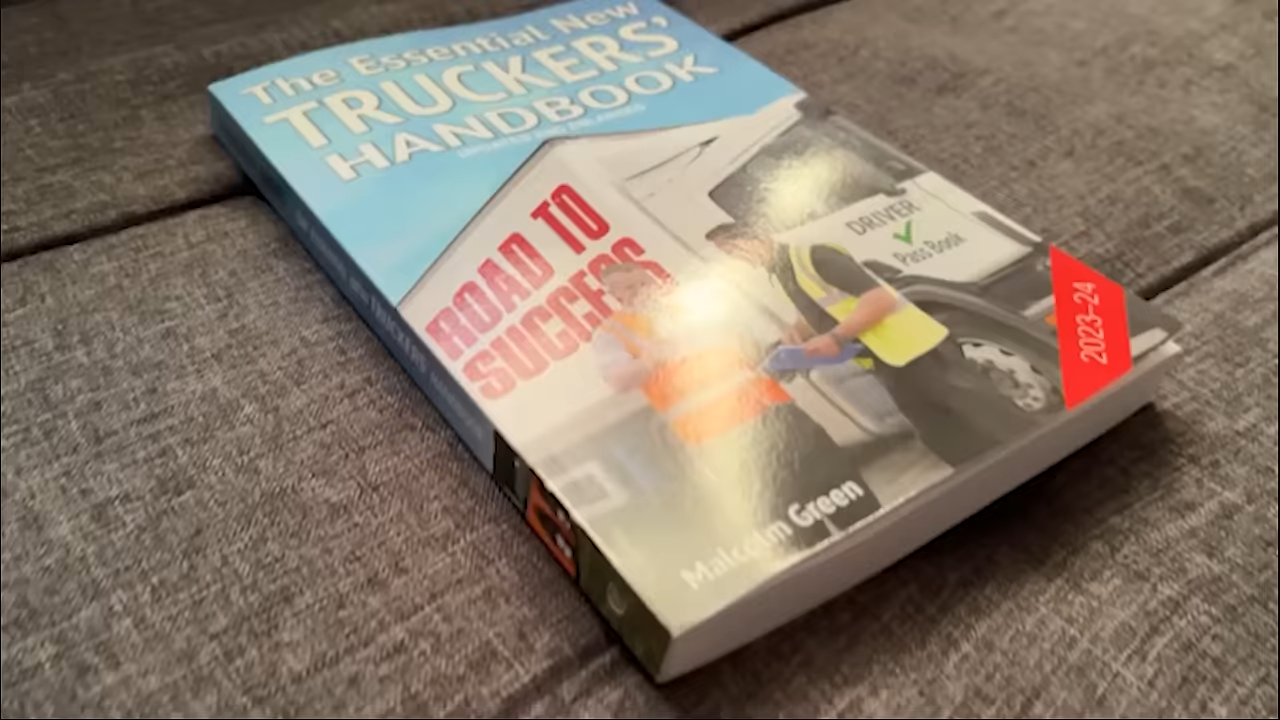 The Essential New
TRUCKERS'
HANDBOOK
ROAD TO
SUCCESS
DRIVER
Pass Book
2023-24
Malcolm Green